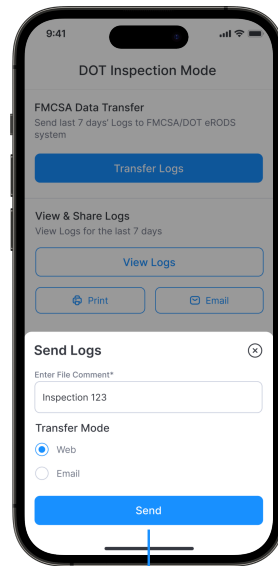 9:41
DOT Inspection Mode
FMCSA Data Transfer
Send last 7 days' Logs to FMCSA/DOT eRODS
system
Transfer Logs
View & Share Logs
View Logs for the last 7 days
View Logs
Print
Email
Send Logs
Enter File Comment*
Inspection 123
Transfer Mode
Web
Email
Send